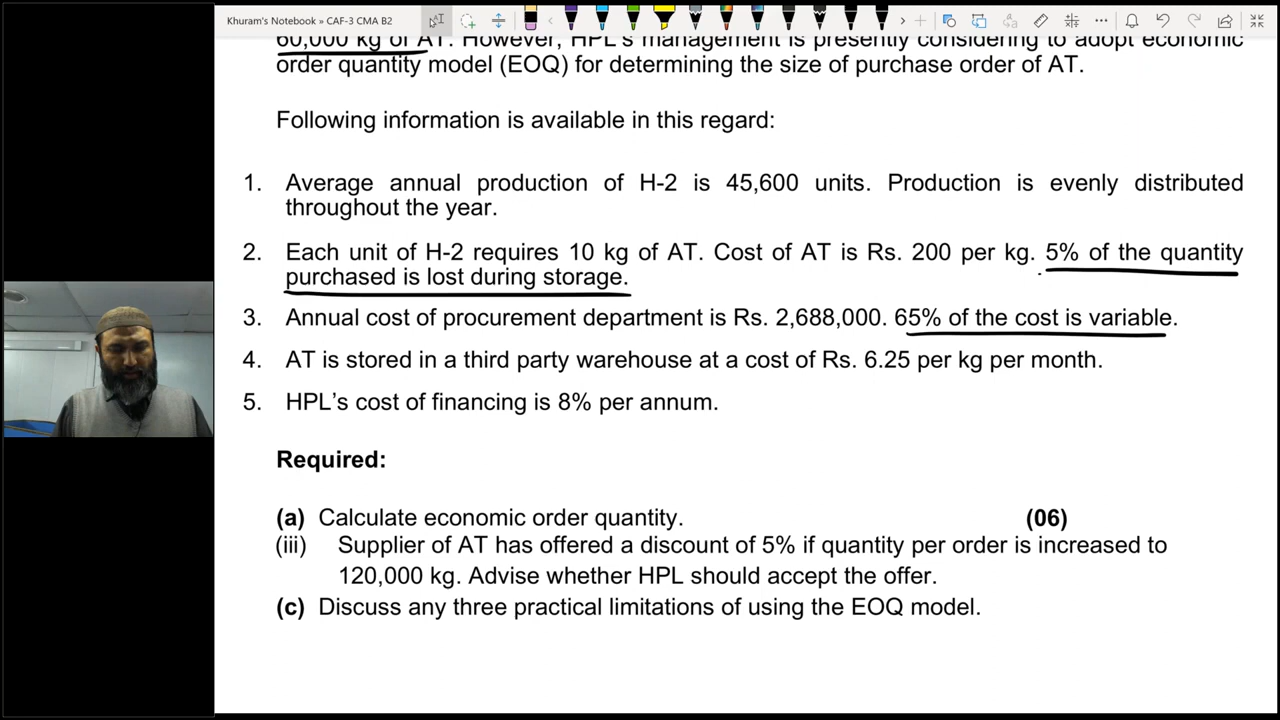 Khuram's Notebook » CAF-3 CMA B2
60,000 kg of AT. However, HPL's management is presently considering to adopt economic
order quantity model (EOQ) for determining the size of purchase order of AT.
Following information is available in this regard:
1. Average annual production of H-2 is 45,600 units. Production is evenly distributed
throughout the year.
2. Each unit of H-2 requires 10 kg of AT. Cost of AT is Rs. 200 per kg. 5% of the quantity
purchased is lost during storage.
3. Annual cost of procurement department is Rs. 2,688,000. 65% of the cost is variable.
4. AT is stored in a third party warehouse at a cost of Rs. 6.25 per kg per month.
5. HPL's cost of financing is 8% per annum.
Required:
(a) Calculate economic order quantity. (06)
(iii) Supplier of AT has offered a discount of 5% if quantity per order is increased to
120,000 kg. Advise whether HPL should accept the offer.
(c) Discuss any three practical limitations of using the EOQ model.